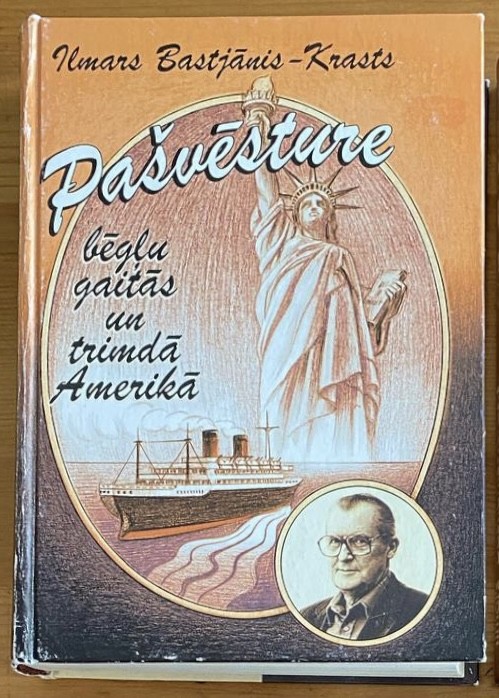 Ilmars Bastjānis-Krasts
Pašvēsture
bēgļu
gaitās
un
trimdā
Amerikā